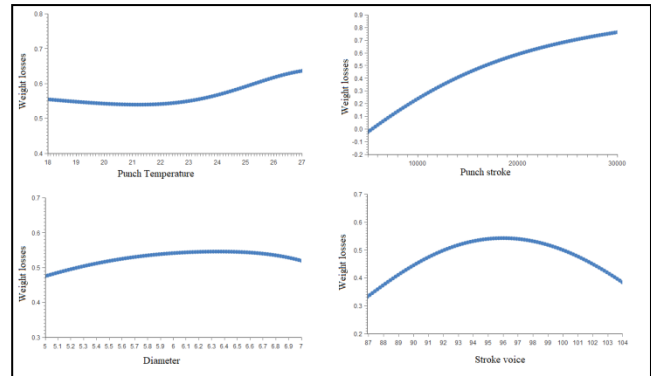 0.8
0.7
0.6
0.5
0.4
Weight losses
18 19 20 21 22 23 24 25 26 27
Punch Temperature
0.9
0.8
0.7
0.6
0.5
0.4
0.3
0.2
0.1
0.0
-0.1
-0.2
Weight losses
10000 20000 30000
Punch stroke
0.7
0.6
0.5
0.4
0.3
Weight losses
5 5.1 5.2 5.3 5.4 5.5 5.6 5.7 5.8 5.9 6 6.1 6.2 6.3 6.4 6.5 6.6 6.7 6.8 6.9 7
Diameter
0.7
0.6
0.5
0.4
0.3
0.2
Weight losses
87 88 89 90 91 92 93 94 95 96 97 98 99 100 101 102 103 104
Stroke voice